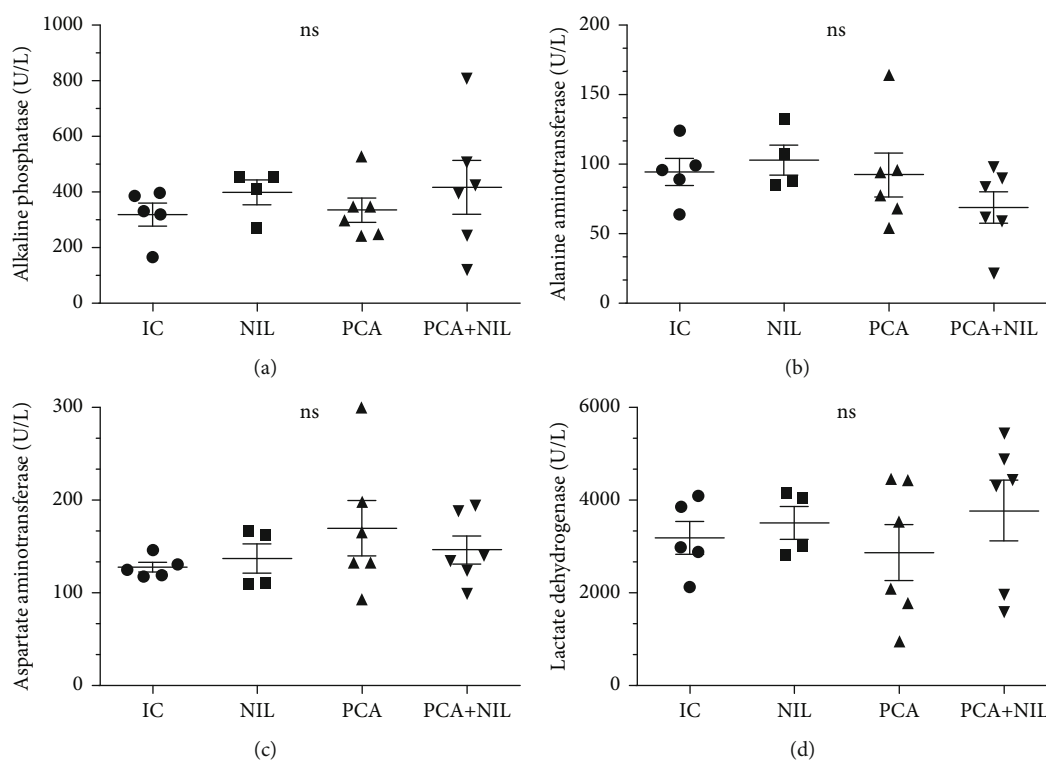 ns
Alkaline phosphatase (U/L)
1000
800
600
400
200
0
IC NIL PCA PCA+NIL
(a)
ns
Alanine aminotransferase (U/L)
200
150
100
50
0
IC NIL PCA PCA+NIL
(b)
ns
Aspartate aminotransferase (U/L)
300
200
100
0
IC NIL PCA PCA+NIL
(c)
ns
Lactate dehydrogenase (U/L)
6000
4000
2000
0
IC NIL PCA PCA+NIL
(d)